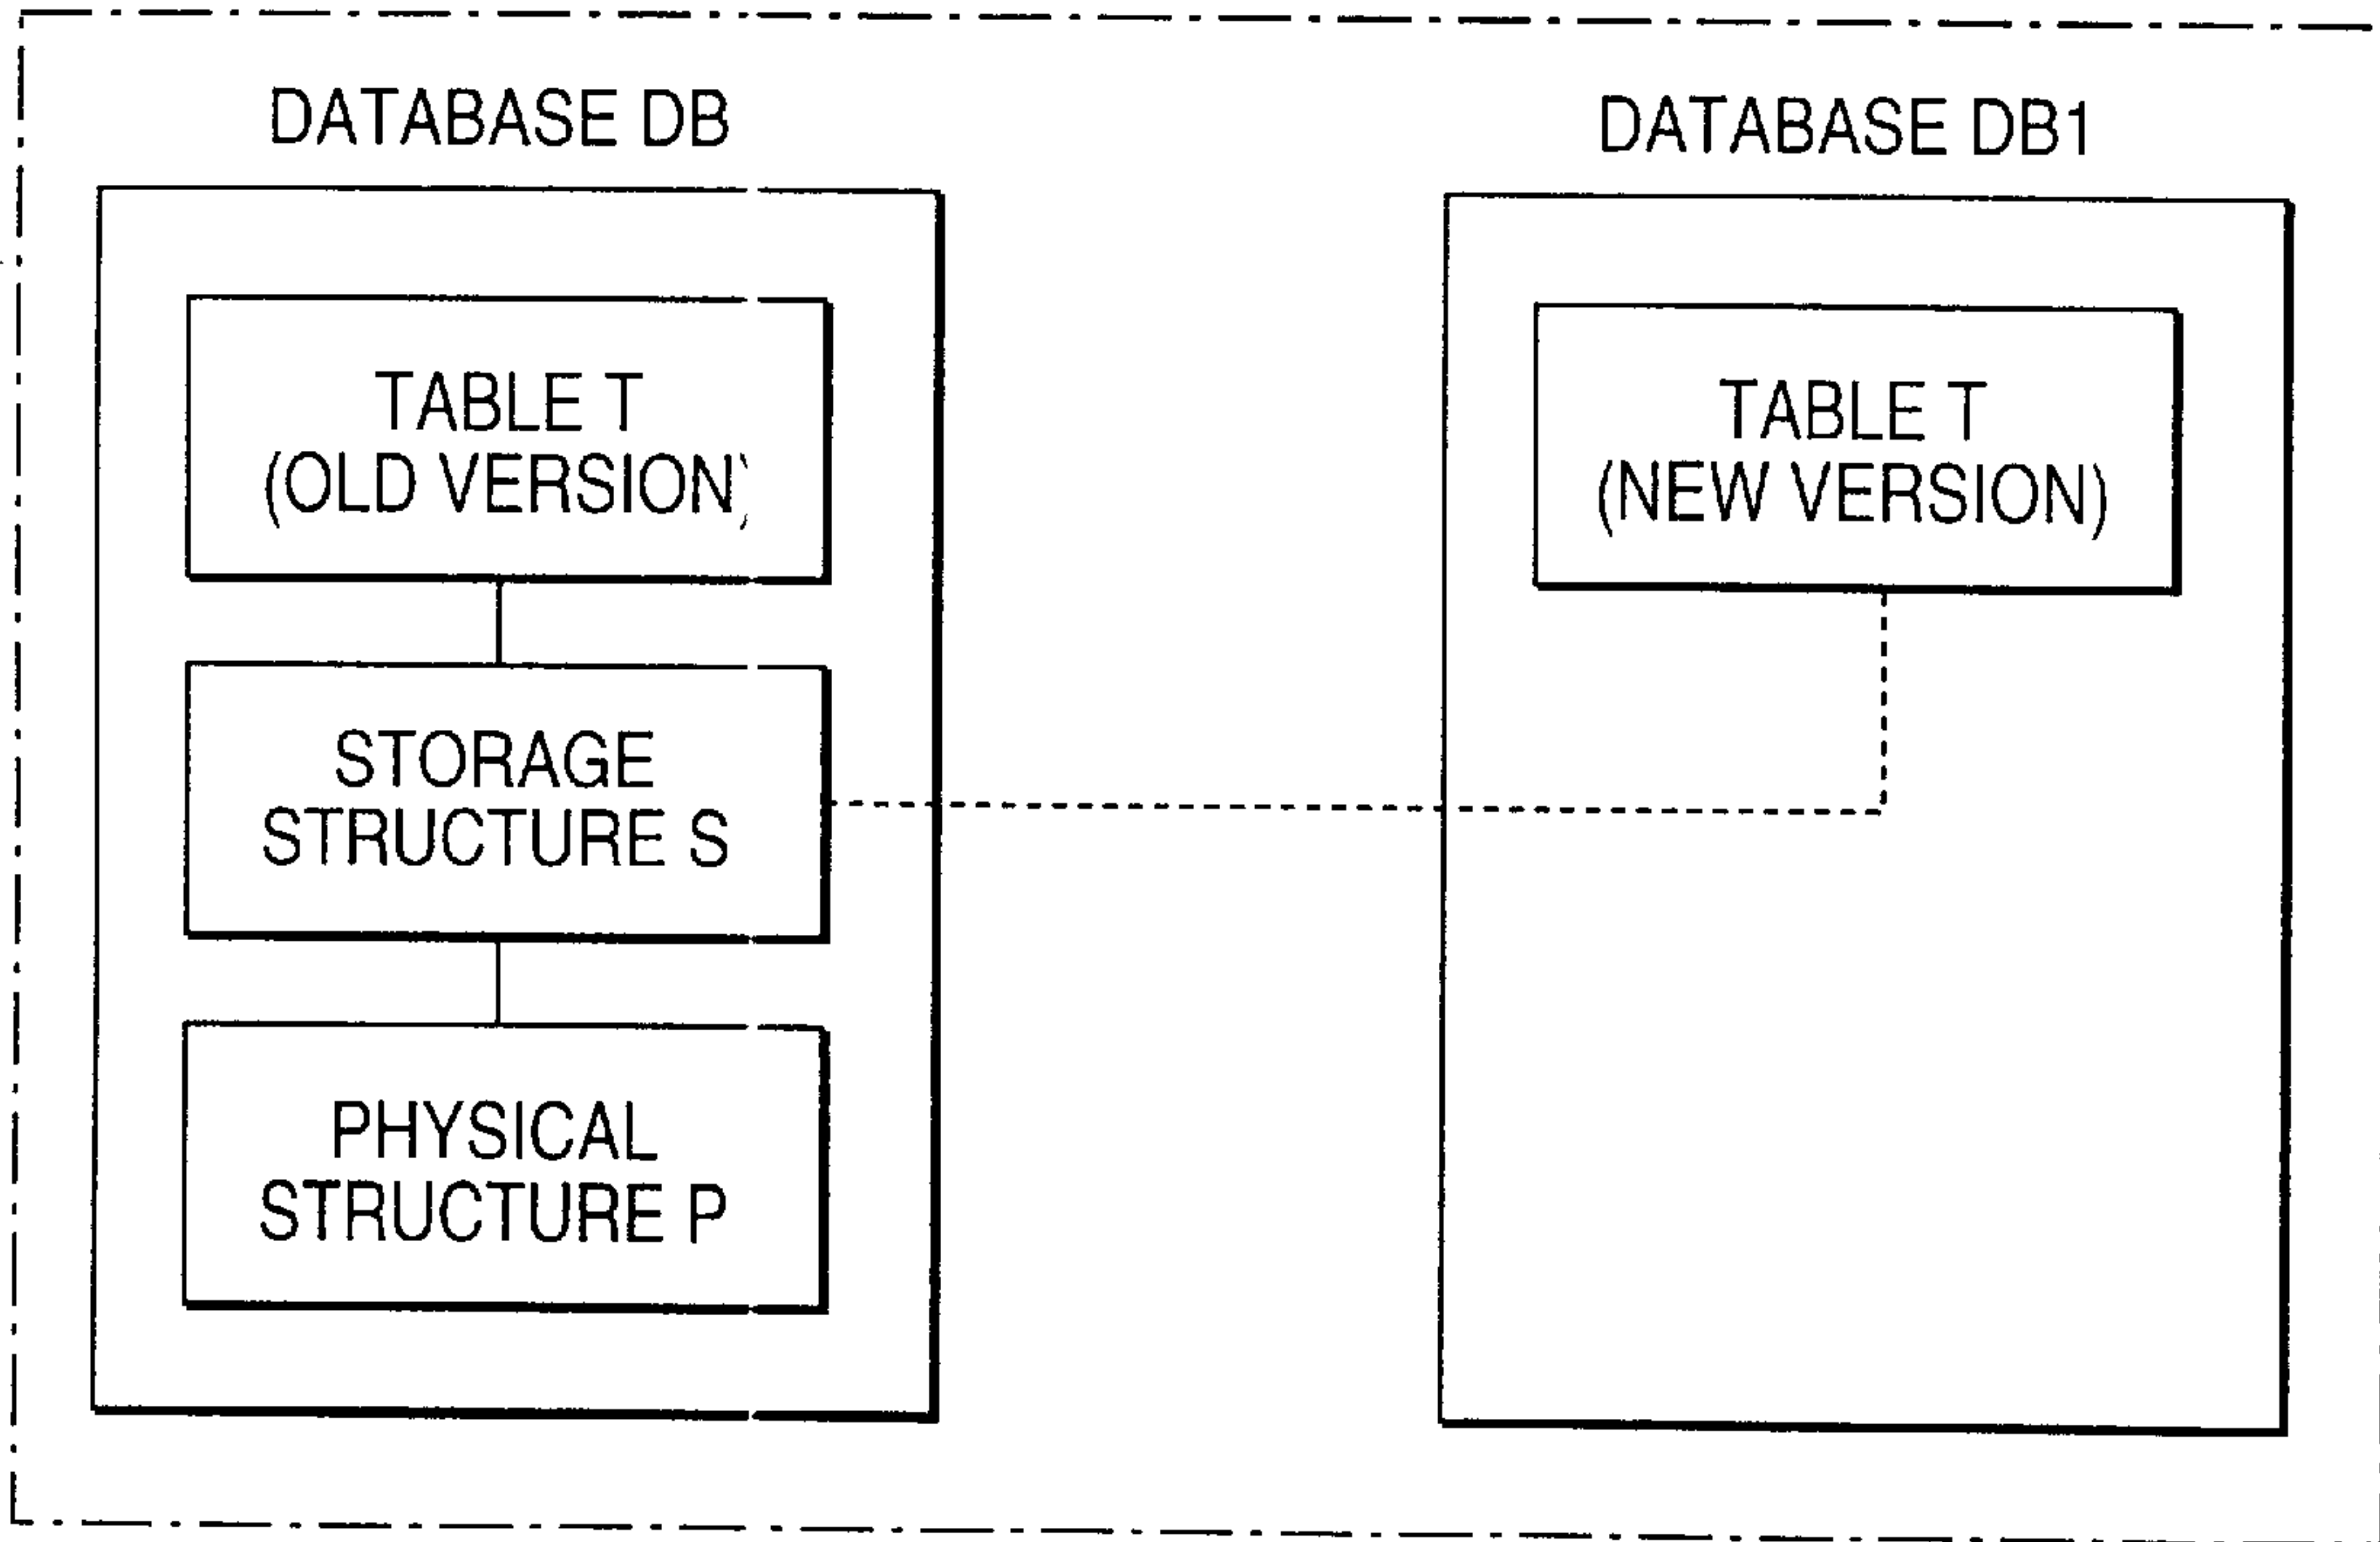 DATABASE DB
TABLE T
(OLD VERSION)
STORAGE
STRUCTURE S
PHYSICAL
STRUCTURE P
DATABASE DB1
TABLE T
(NEW VERSION)